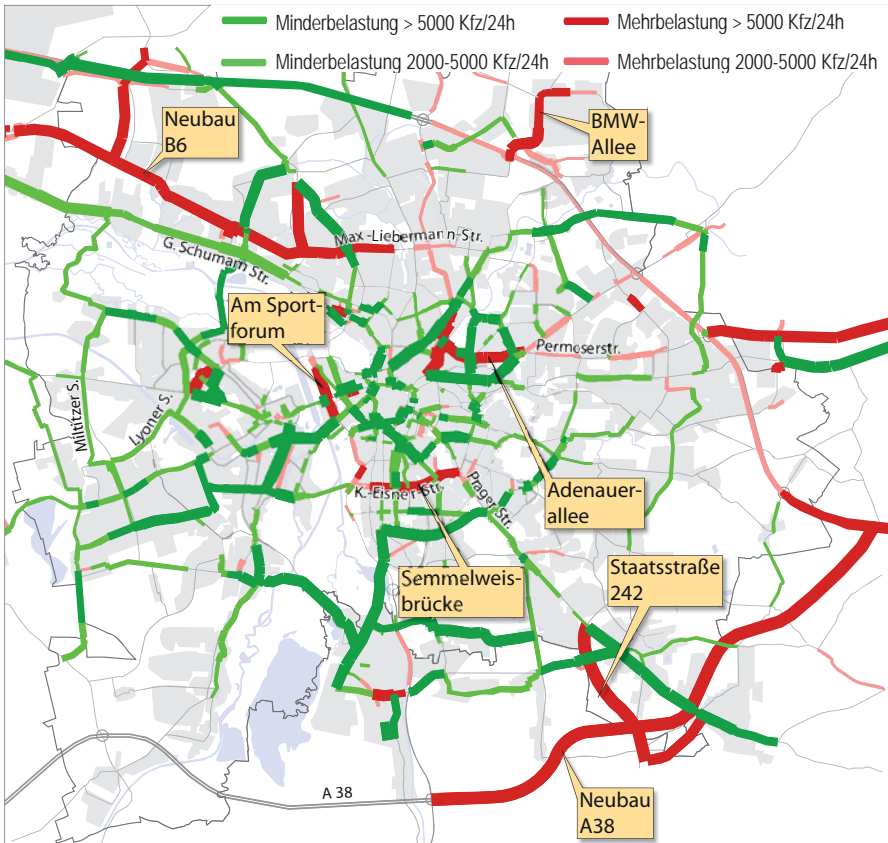 Minderbelastung > 5000 Kfz/24h
Mehrbelastung > 5000 Kfz/24h
Minderbelastung 2000-5000 Kfz/24h
Mehrbelastung 2000-5000 Kfz/24h
Neubau
B6
BMW-
Allee
Max-Liebermann-Str.
G. Schumann Str.
Am Sport-
forum
Permoserstr.
Miltitzer S.
Lyoner S.
K.-Eisner-Str.
Prager Str.
Adenauer-
allee
Semmelweis-
brücke
Staatsstraße
242
A 38
Neubau
A38